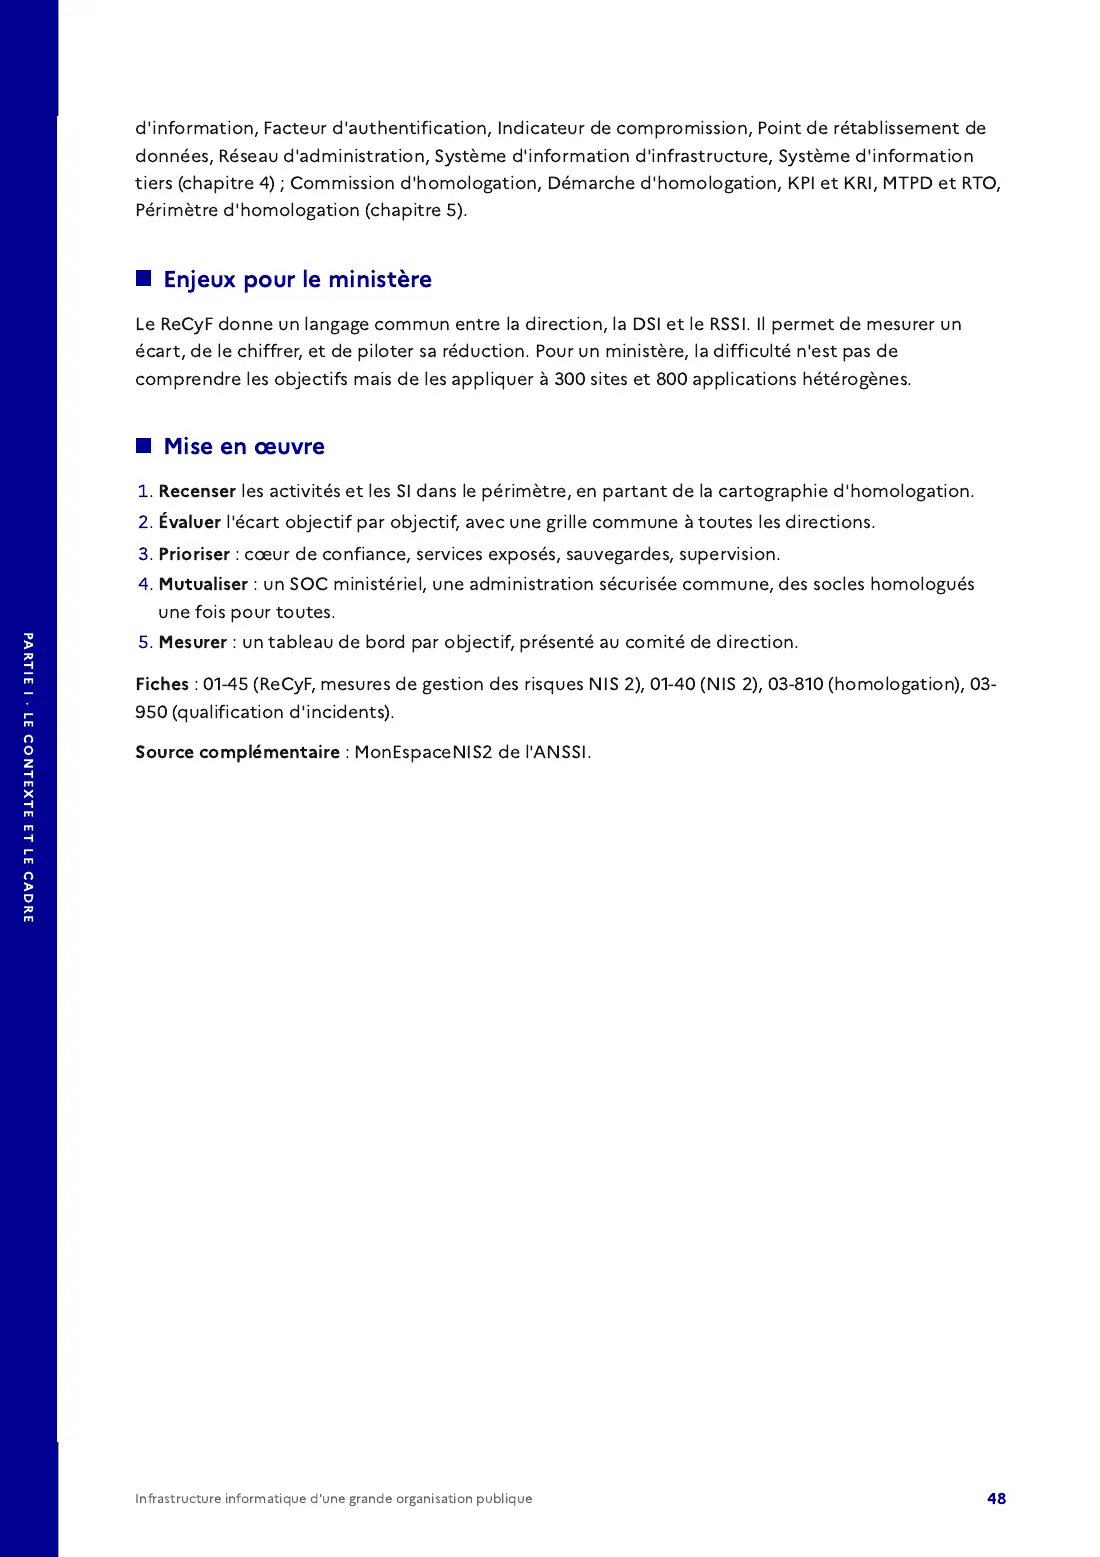 d'information, Facteur d'authentification, Indicateur de compromission, Point de rétablissement de
données, Réseau d'administration, Système d'information d'infrastructure, Système d'information
tiers (chapitre 4) ; Commission d'homologation, Démarche d'homologation, KPI et KRI, MTPD et RTO,
Périmètre d'homologation (chapitre 5).
Enjeux pour le ministère
Le ReCyF donne un langage commun entre la direction, la DSI et le RSSI. Il permet de mesurer un
écart, de le chiffrer, et de piloter sa réduction. Pour un ministère, la difficulté n'est pas de
comprendre les objectifs mais de les appliquer à 300 sites et 800 applications hétérogènes.
Mise en œuvre
1. Recenser les activités et les SI dans le périmètre, en partant de la cartographie d'homologation.
2. Évaluer l'écart objectif par objectif, avec une grille commune à toutes les directions.
3. Prioriser : cœur de confiance, services exposés, sauvegardes, supervision.
4. Mutualiser : un SOC ministériel, une administration sécurisée commune, des socles homologués
une fois pour toutes.
5. Mesurer : un tableau de bord par objectif, présenté au comité de direction.
Fiches : 01-45 (ReCyF, mesures de gestion des risques NIS 2), 01-40 (NIS 2), 03-810 (homologation), 03-
950 (qualification d'incidents).
Source complémentaire : MonEspaceNIS2 de l'ANSSI.
PARTIE I · LE CONTEXTE ET LE CADRE
Infrastructure informatique d'une grande organisation publique
48